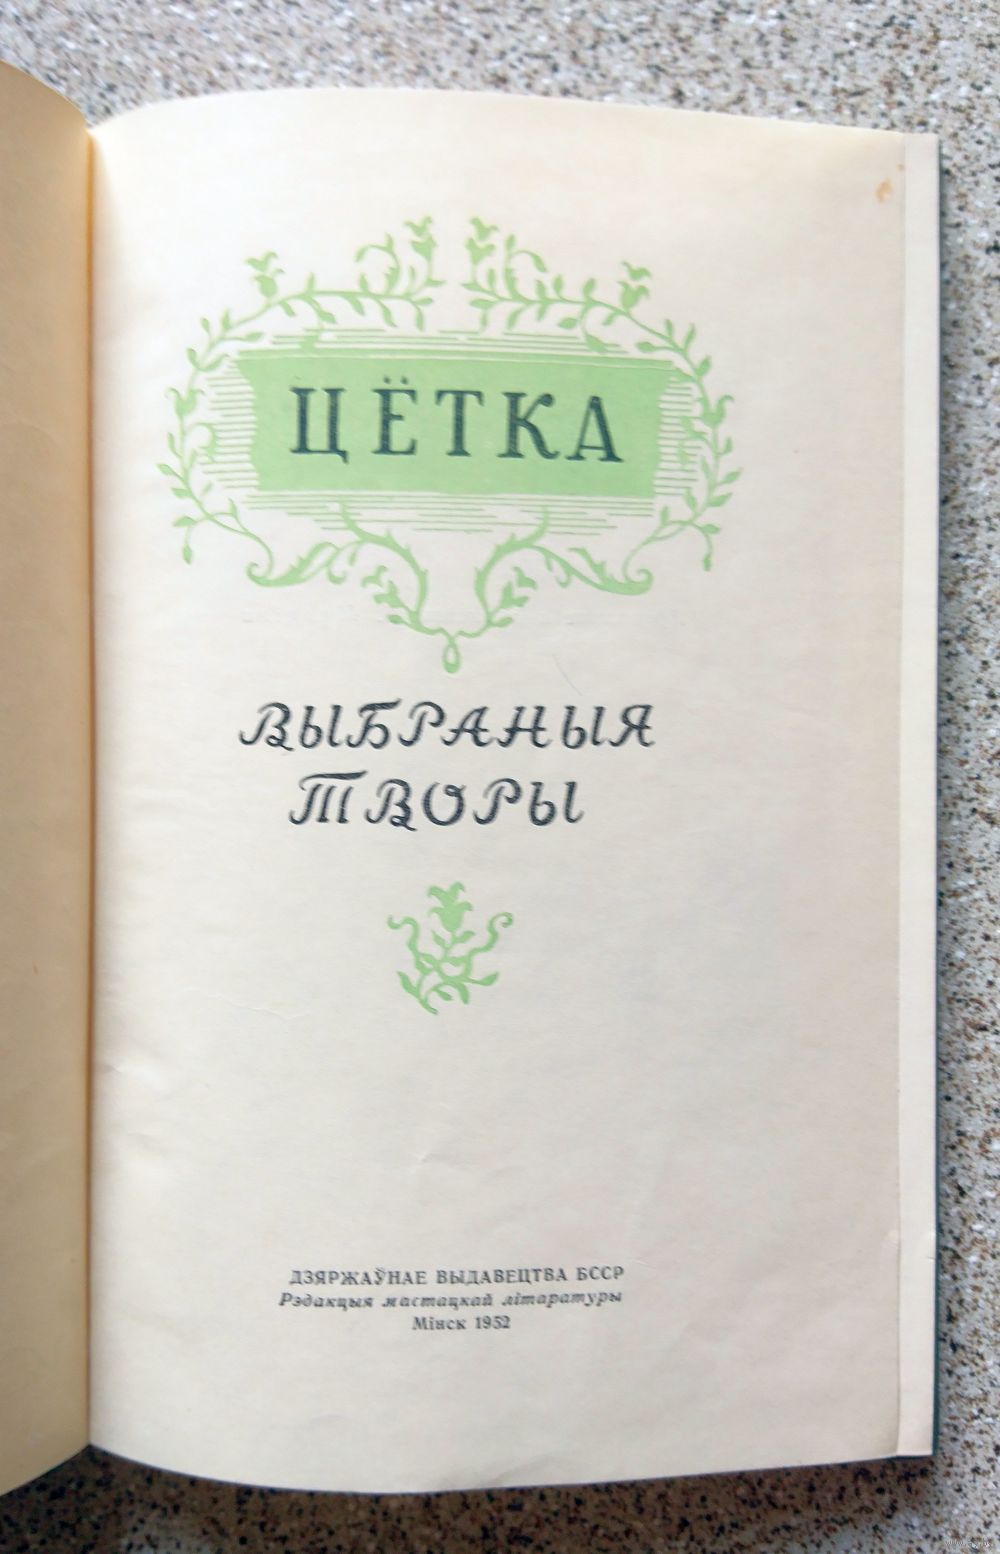 ЦЁТКА
ВЫБРАНЫЯ
ТВОРЫ
ДЗЯРЖАЎНАЕ ВЫДАВЕЦТВА БССР
Рэдакцыя мастацкай літаратуры
Мінск 1952